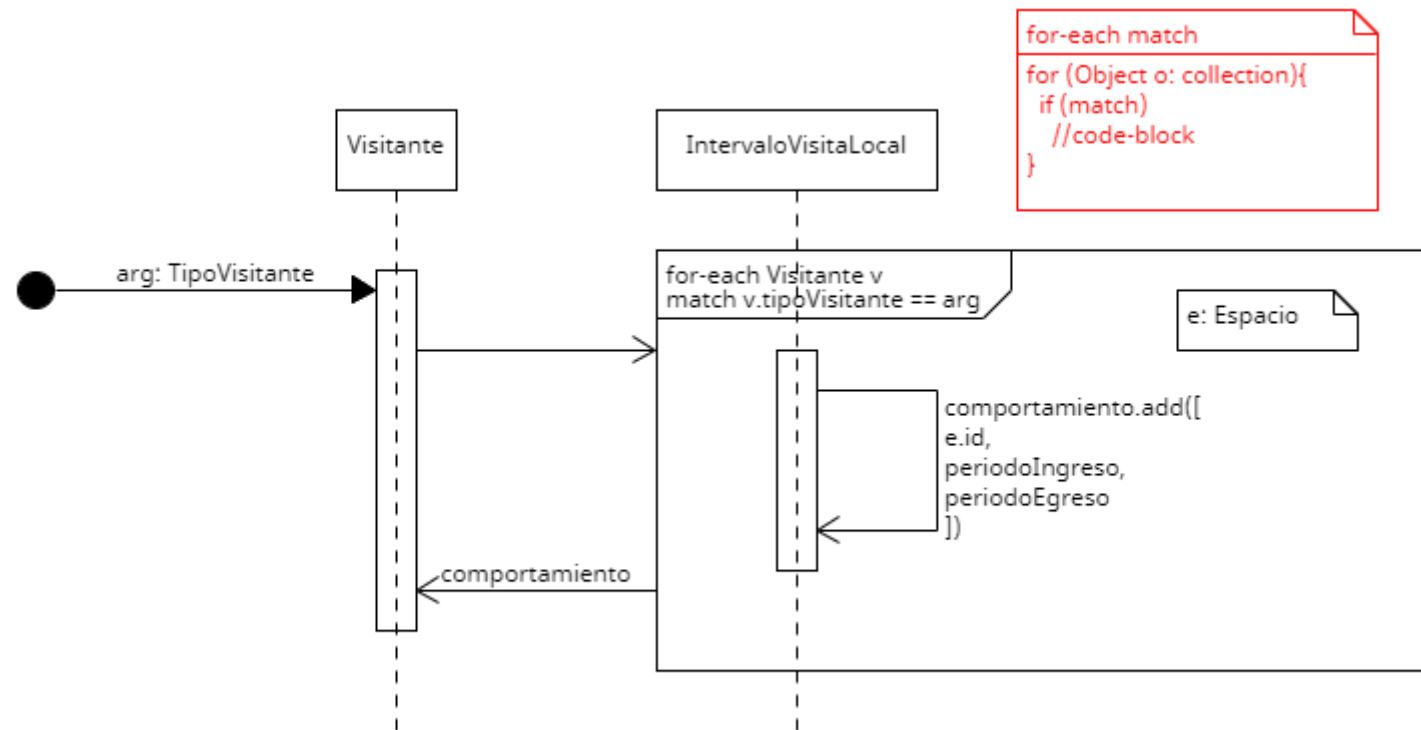 for-each match
for (Object o: collection){
if (match)
//code-block
}
Visitante
IntervaloVisitaLocal
arg: TipoVisitante
for-each Visitante v
match v.tipoVisitante == arg
e: Espacio
comportamiento.add([
e.id,
periodoIngreso,
periodoEgreso
])
comportamiento